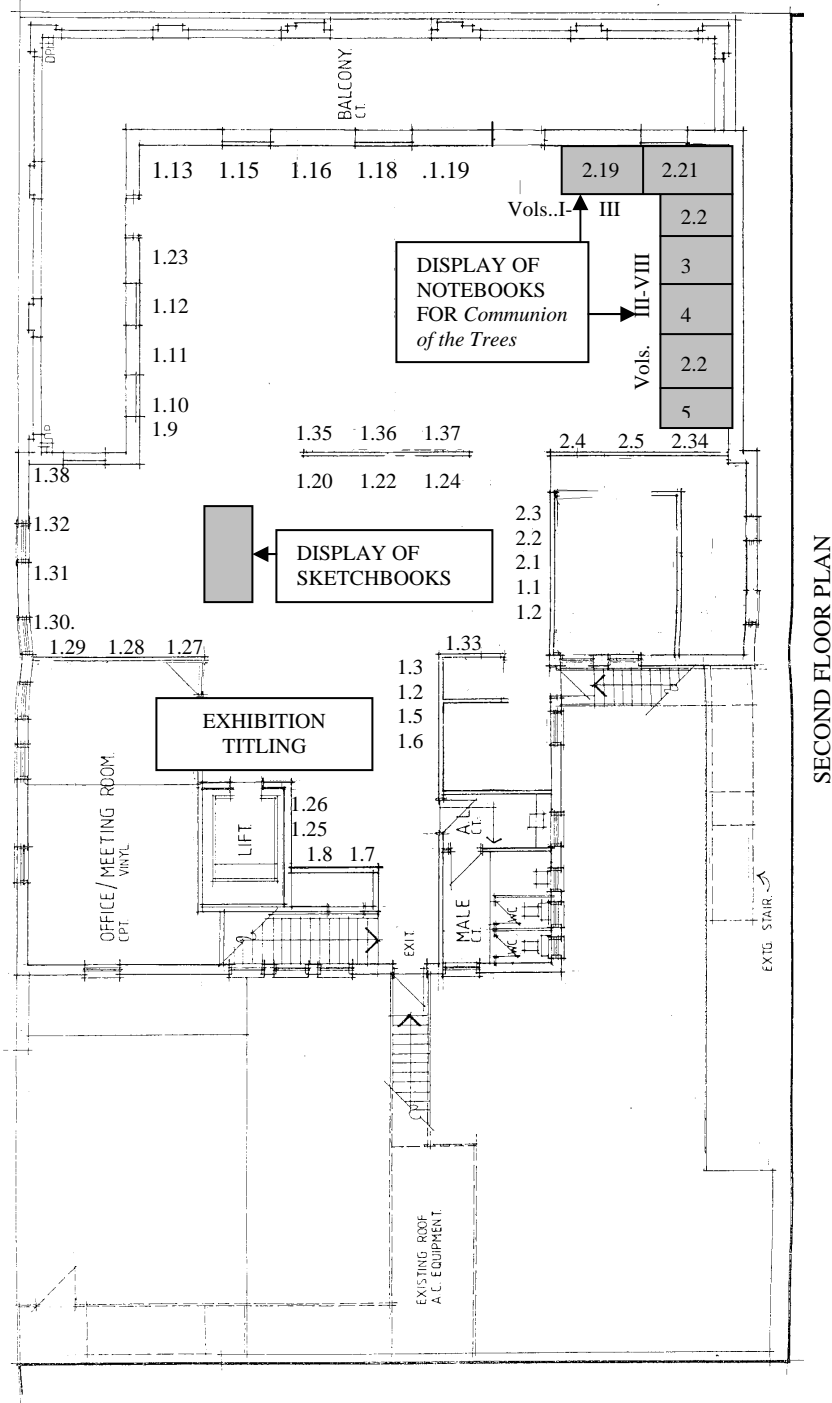 DPIL
BALCONY.
CT.
1.13 1.15 1.16 1.18 .1.19
2.19 2.21
Vols..I- III
2.2
1.23
3
1.12
4
1.11
2.2
1.10
5
1.9
DISPLAY OF
NOTEBOOKS
FOR Communion
of the Trees
Vols. III-VIII
1.35 1.36 1.37
2.4 2.5 2.34
1.38
1.20 1.22 1.24
1.32
1.31
1.30.
DISPLAY OF
SKETCHBOOKS
2.3
2.2
2.1
1.1
1.2
1.29 1.28 1.27
1.33
1.3
1.2
1.5
1.6
EXHIBITION
TITLING
OFFICE/MEETING ROOM.
CPT. VINYL
LIFT.
1.26
1.25
1.8 1.7
MALE
CT.
CT.
WC
WC
EXIT.
EXTG. STAIR.
EXISTING ROOF
A.C. EQUIPMENT.
SECOND FLOOR PLAN